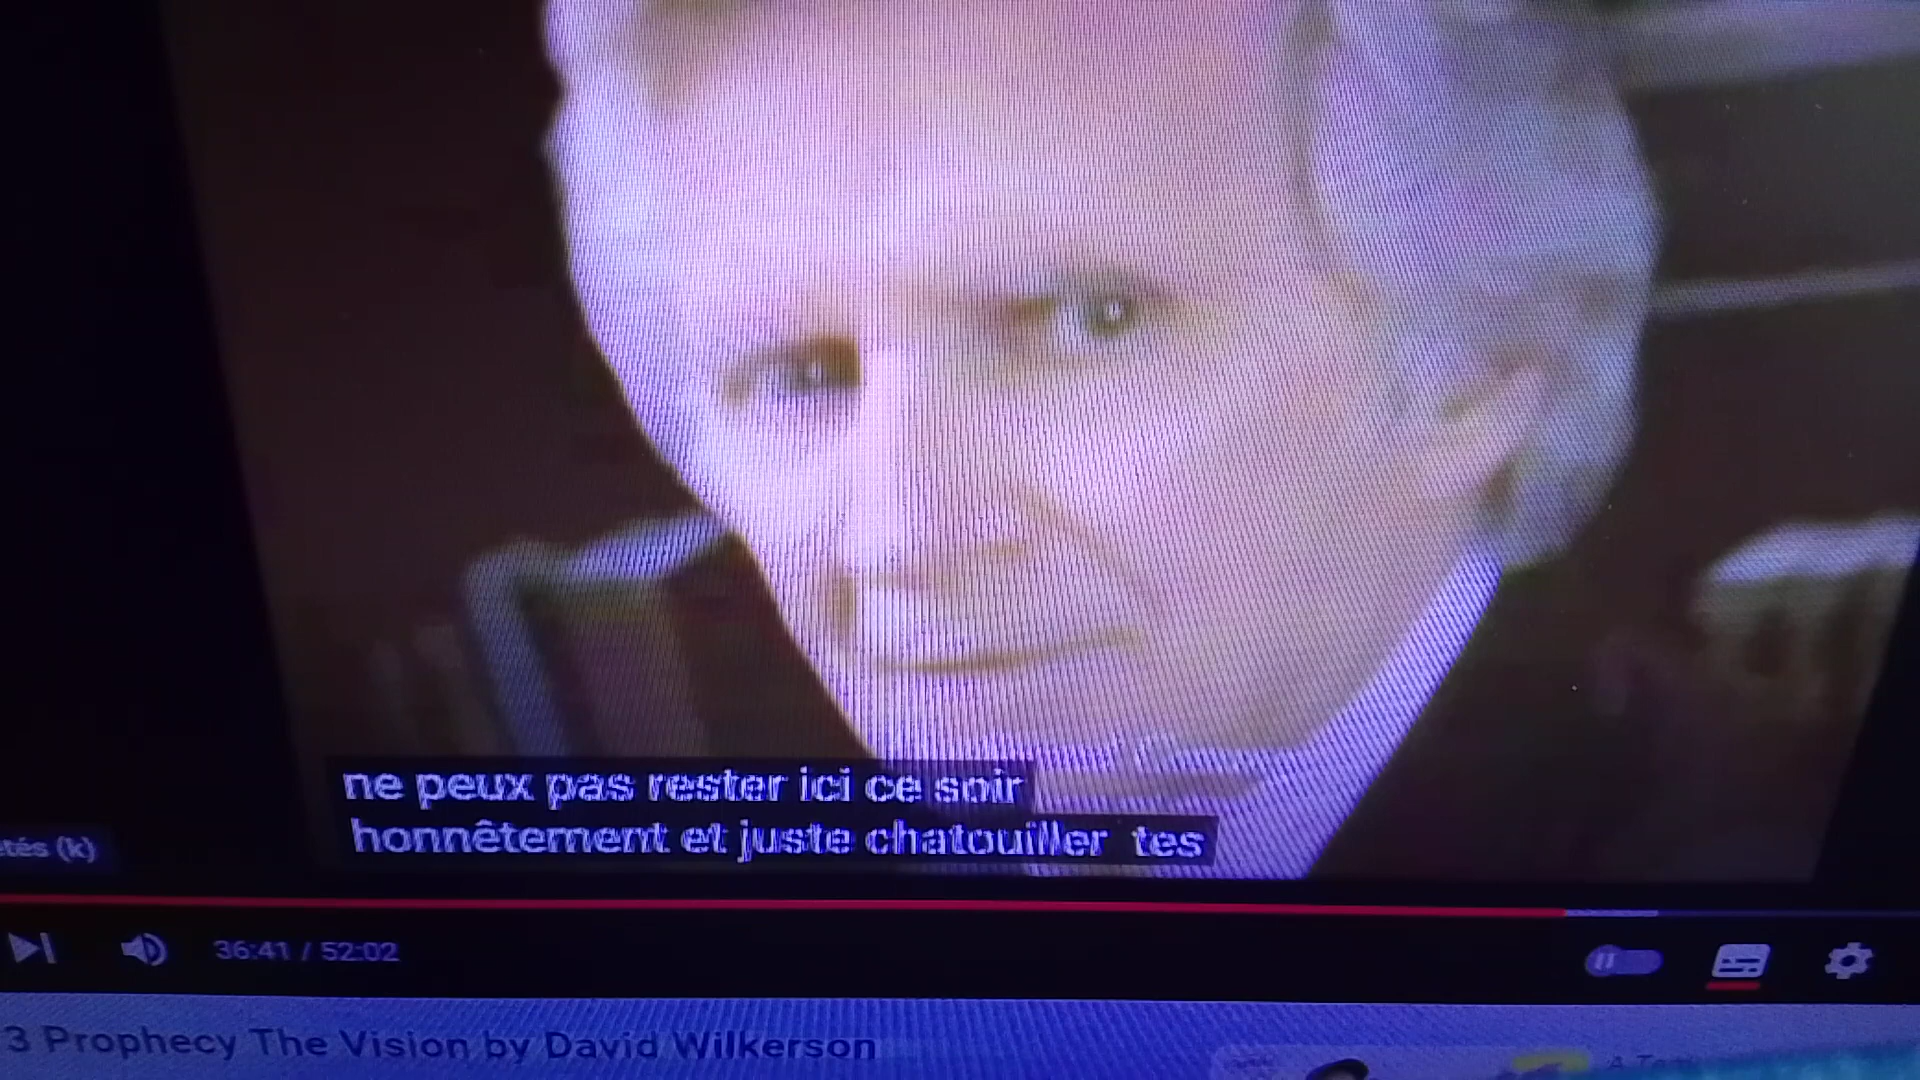 ne peux pas rester ici ce soir
honnêtement et juste chatouiller tes
tés (k)
36:41 / 52:02
3 Prophecy The Vision by David Wilkerson